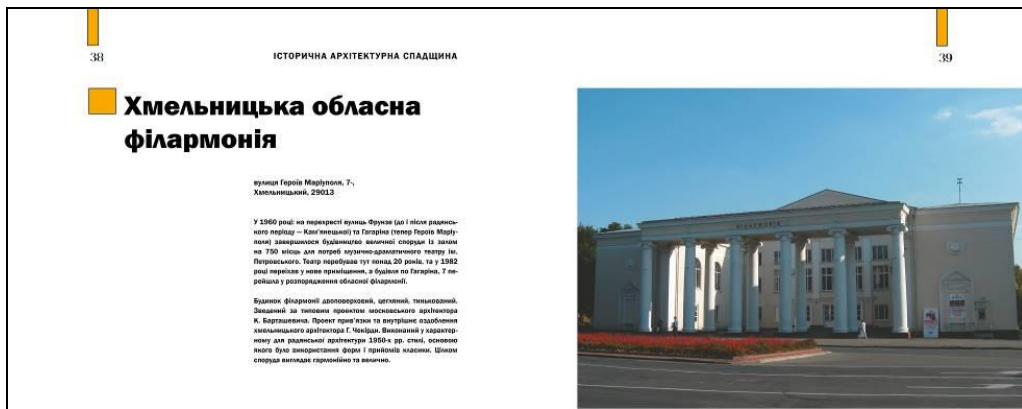 38
ІСТОРИЧНА АРХІТЕКТУРНА СПАДЩИНА
39
Хмельницька обласна
філармонія
вулиця Героїв Маріуполя, 7-,
Хмельницький, 29013
У 1960 році: на перехресті вулиць Фрунзе (до і після радянсь-
кого періоду — Кам'янецької) та Гагаріна (тепер Героїв Маріу-
поля) завершилося будівництво величної споруди із залом
на 750 місць для потреб музично-драматичного театру ім.
Петровського. Театр перебував тут понад 20 років, та у 1982
році переїхав у нове приміщення, а будівля по Гагаріна, 7 пе-
рейшла у розпорядження обласної філармонії.
Будинок філармонії двоповерховий, цегляний, тинькований.
Зведений за типовим проектом московського архітектора
К. Барташевича. Проект прив'язки та внутрішнє оздоблення
хмельницького архітектора Г. Чекірди. Виконаний у характер-
ному для радянської архітектури 1950-х рр. стилі, основою
якого було використання форм і прийомів класики. Цілком
споруда виглядає гармонійно та велично.
ФІЛАРМОНІЯ